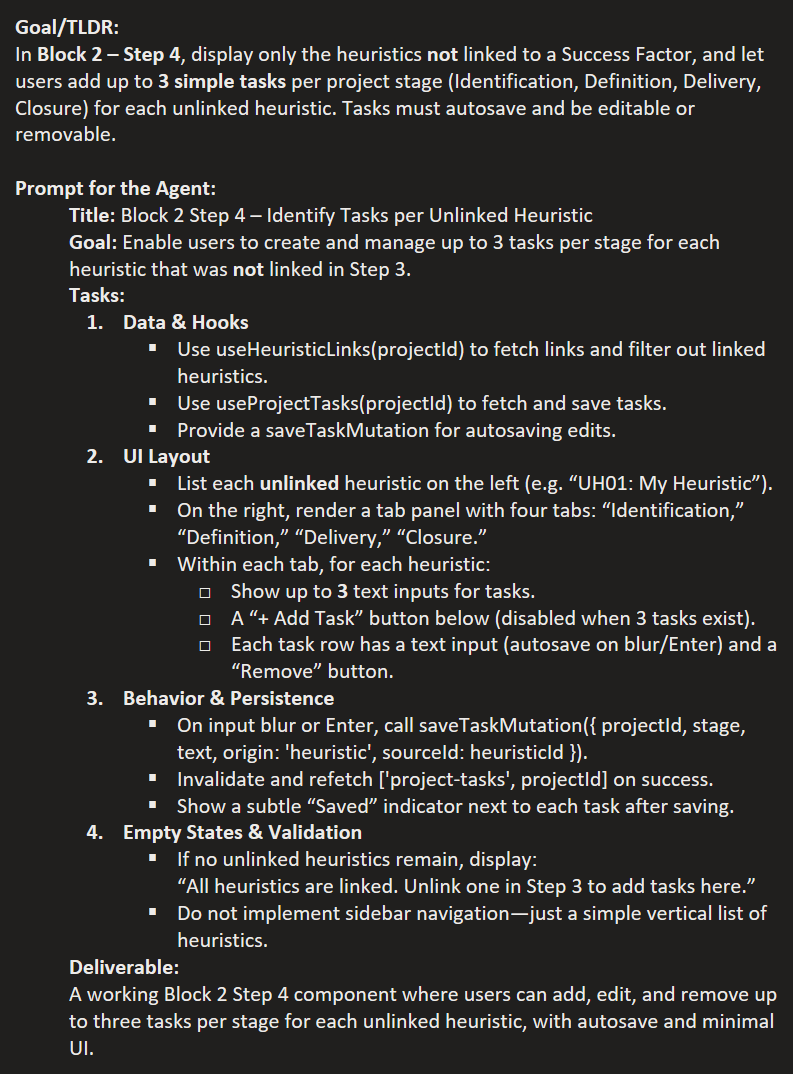 Goal/TLDR:
In Block 2 – Step 4, display only the heuristics not linked to a Success Factor, and let
users add up to 3 simple tasks per project stage (Identification, Definition, Delivery,
Closure) for each unlinked heuristic. Tasks must autosave and be editable or
removable.
Prompt for the Agent:
Title: Block 2 Step 4 – Identify Tasks per Unlinked Heuristic
Goal: Enable users to create and manage up to 3 tasks per stage for each
heuristic that was not linked in Step 3.
Tasks:
1. Data & Hooks
▪ Use useHeuristicLinks(projectId) to fetch links and filter out linked
heuristics.
▪ Use useProjectTasks(projectId) to fetch and save tasks.
▪ Provide a saveTaskMutation for autosaving edits.
2. UI Layout
▪ List each unlinked heuristic on the left (e.g. “UH01: My Heuristic”).
▪ On the right, render a tab panel with four tabs: “Identification,”
“Definition,” “Delivery,” “Closure.”
▪ Within each tab, for each heuristic:
□ Show up to 3 text inputs for tasks.
□ A “+ Add Task” button below (disabled when 3 tasks exist).
□ Each task row has a text input (autosave on blur/Enter) and a
“Remove” button.
3. Behavior & Persistence
▪ On input blur or Enter, call saveTaskMutation({ projectId, stage,
text, origin: 'heuristic', sourceId: heuristicId }).
▪ Invalidate and refetch ['project-tasks', projectId] on success.
▪ Show a subtle “Saved” indicator next to each task after saving.
4. Empty States & Validation
▪ If no unlinked heuristics remain, display:
“All heuristics are linked. Unlink one in Step 3 to add tasks here.”
▪ Do not implement sidebar navigation—just a simple vertical list of
heuristics.
Deliverable:
A working Block 2 Step 4 component where users can add, edit, and remove up
to three tasks per stage for each unlinked heuristic, with autosave and minimal
UI.